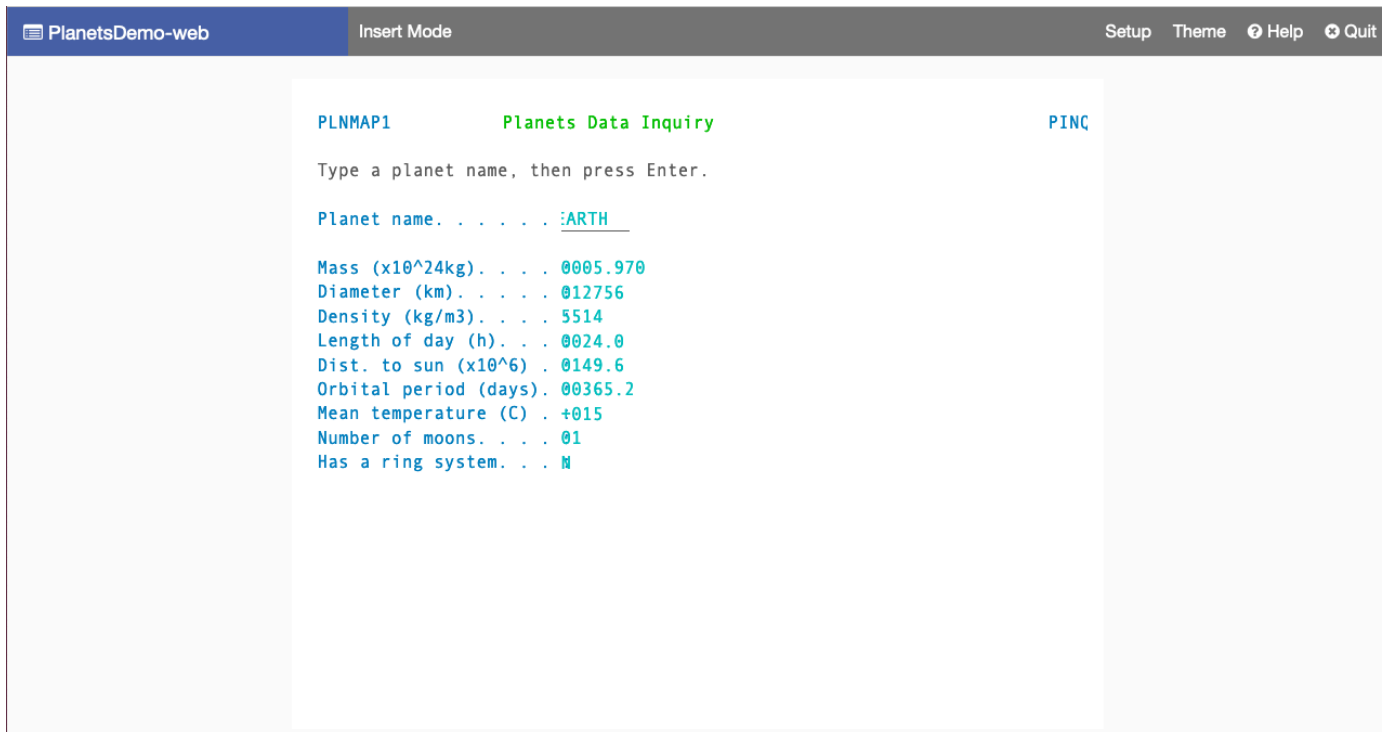 PlanetsDemo-web Insert Mode Setup Theme Help Quit
PLNMAP1 Planets Data Inquiry PINQ
Type a planet name, then press Enter.
Planet name. . . . . . EARTH
Mass (x10^24kg). . . . 0005.970
Diameter (km). . . . . 012756
Density (kg/m3). . . . 5514
Length of day (h). . . 0024.0
Dist. to sun (x10^6) . 0149.6
Orbital period (days). 00365.2
Mean temperature (C) . +015
Number of moons. . . . 01
Has a ring system. . . N